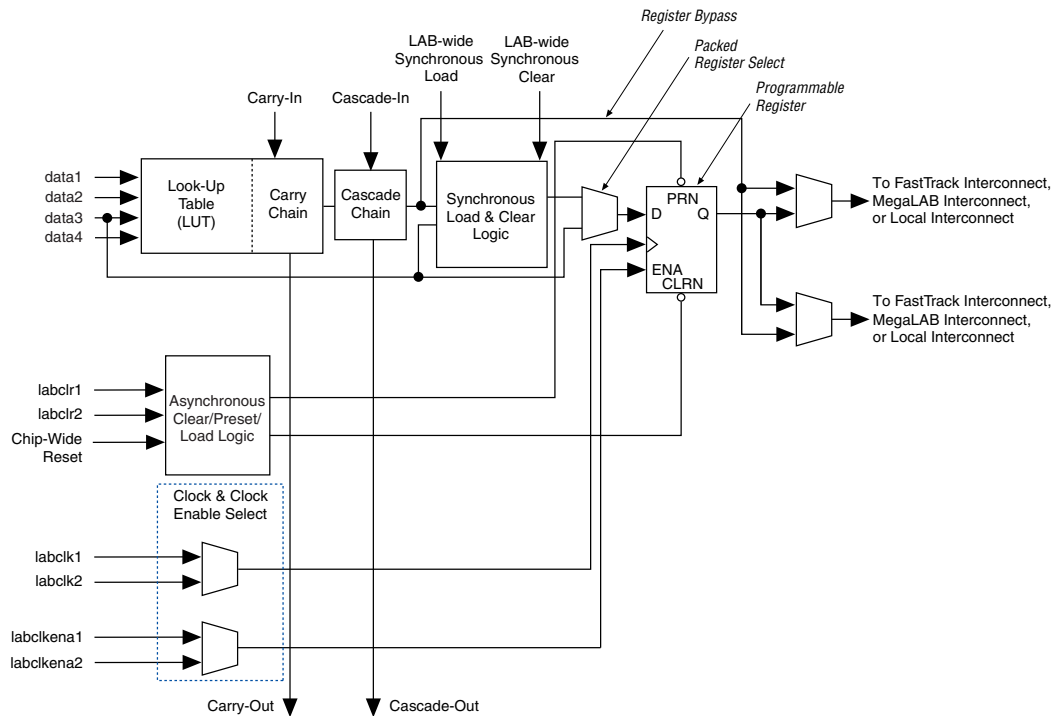 Register Bypass
Packed
Register Select
Programmable
Register
LAB-wide
Synchronous
Load
LAB-wide
Synchronous
Clear
Carry-In
Cascade-In
data1
data2
data3
data4
Look-Up
Table
(LUT)
Carry
Chain
Cascade
Chain
Synchronous
Load & Clear
Logic
PRN
D
Q
ENA
CLRN
To FastTrack Interconnect,
MegaLAB Interconnect,
or Local Interconnect
To FastTrack Interconnect,
MegaLAB Interconnect,
or Local Interconnect
labclr1
labclr2
Chip-Wide
Reset
Asynchronous
Clear/Preset/
Load Logic
Clock & Clock
Enable Select
labclk1
labclk2
labclkena1
labclkena2
Carry-Out
Cascade-Out